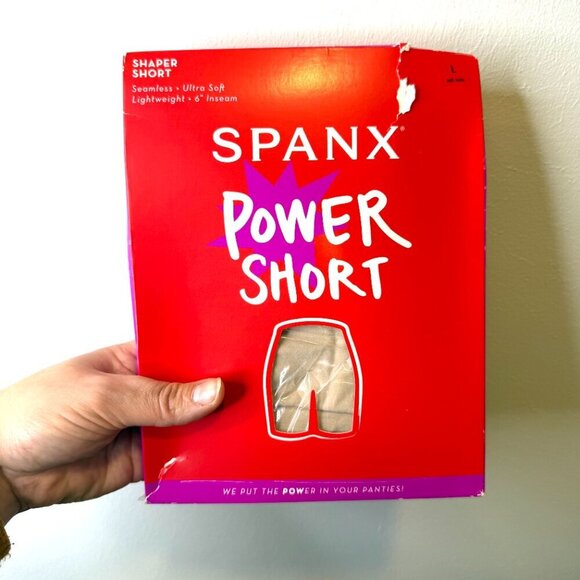 SHAPER
SHORT
Seamless • Ultra Soft
Lightweight • 6" Inseam
L
SPANX®
POWER
SHORT
WE PUT THE POWER IN YOUR PANTIES!